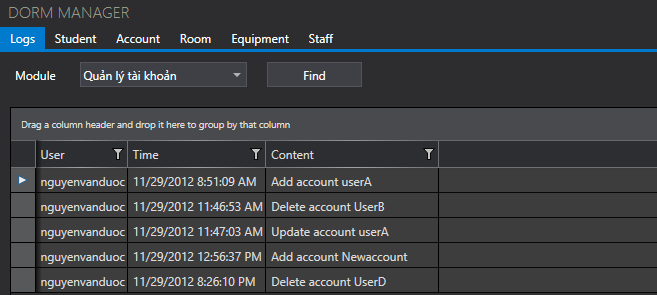 DORM MANAGER
Logs Student Account Room Equipment Staff
Module Quản lý tài khoản Find
Drag a column header and drop it here to group by that column
User Time Content
nguyenvanduoc 11/29/2012 8:51:09 AM Add account userA
nguyenvanduoc 11/29/2012 11:46:53 AM Delete account UserB
nguyenvanduoc 11/29/2012 11:47:03 AM Update account userA
nguyenvanduoc 11/29/2012 12:56:37 PM Add account Newaccount
nguyenvanduoc 11/29/2012 8:26:10 PM Delete account UserD